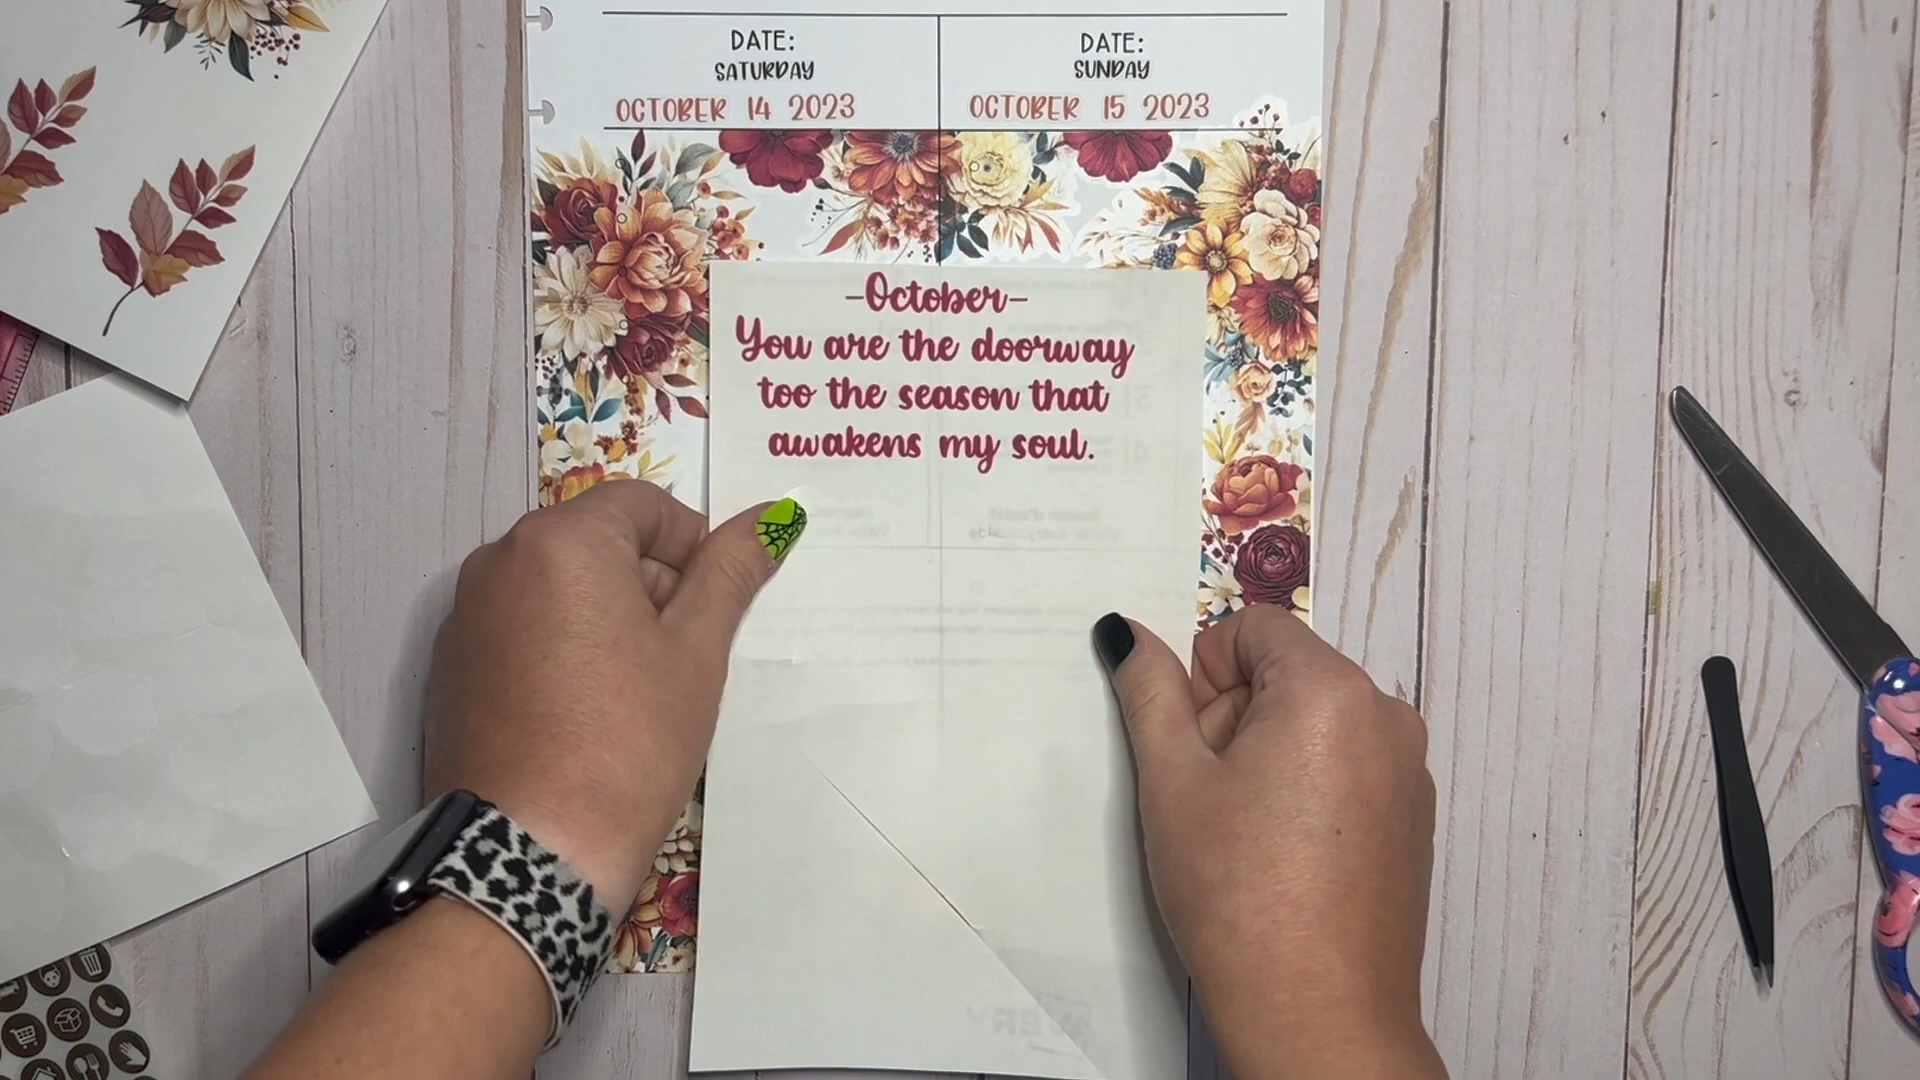 DATE: DATE:
SATURDAY SUNDAY
OCTOBER 14 2023 OCTOBER 15 2023
-October-
You are the doorway
too the season that
awakens my soul.
AVERY